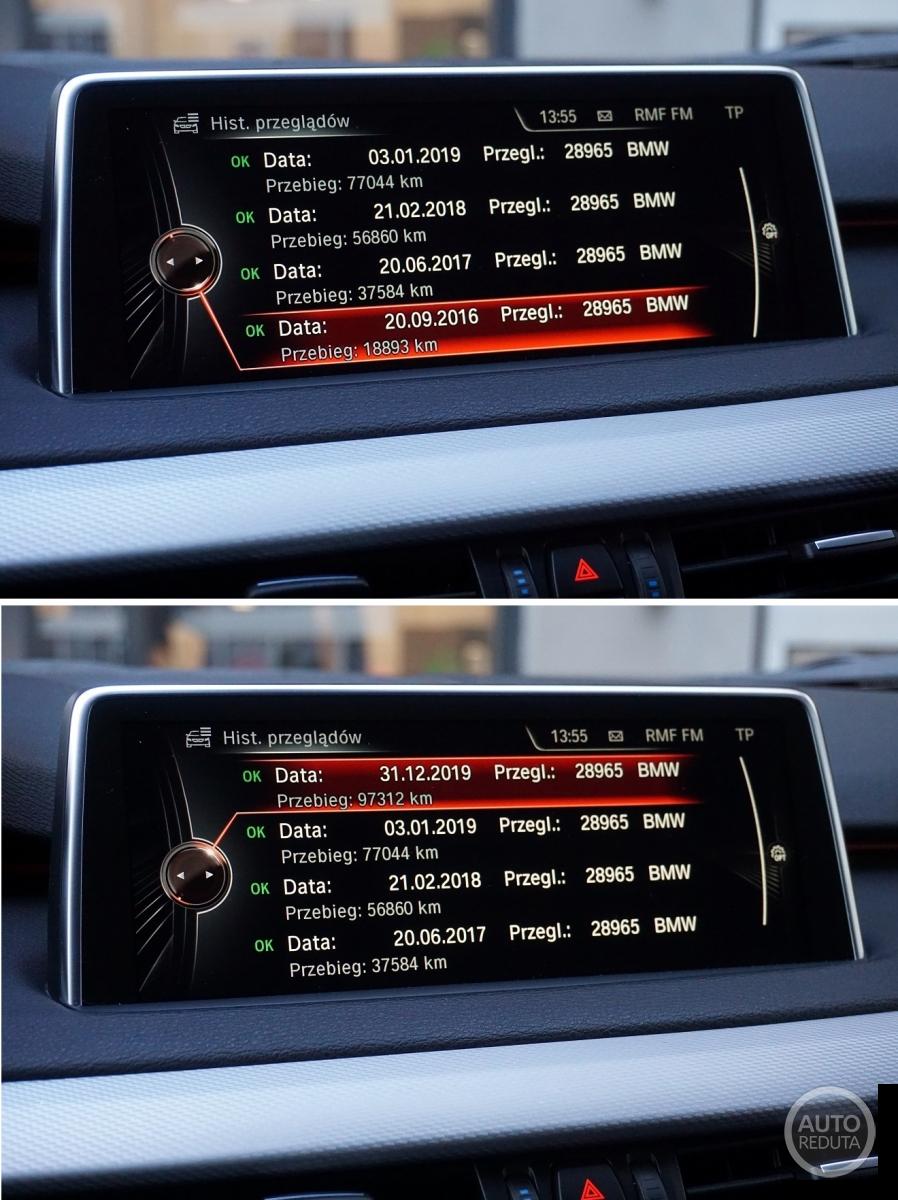 Hist. przeglądów 13:55 RMF FM TP
OK Data: 03.01.2019 Przegl.: 28965 BMW
Przebieg: 77044 km
OK Data: 21.02.2018 Przegl.: 28965 BMW
Przebieg: 56860 km
OK Data: 20.06.2017 Przegl.: 28965 BMW
Przebieg: 37584 km
OK Data: 20.09.2016 Przegl.: 28965 BMW
Przebieg: 18893 km
OPT
Hist. przeglądów 13:55 RMF FM TP
OK Data: 31.12.2019 Przegl.: 28965 BMW
Przebieg: 97312 km
OK Data: 03.01.2019 Przegl.: 28965 BMW
Przebieg: 77044 km
OK Data: 21.02.2018 Przegl.: 28965 BMW
Przebieg: 56860 km
OK Data: 20.06.2017 Przegl.: 28965 BMW
Przebieg: 37584 km
OPT
AUTO
REDUTA